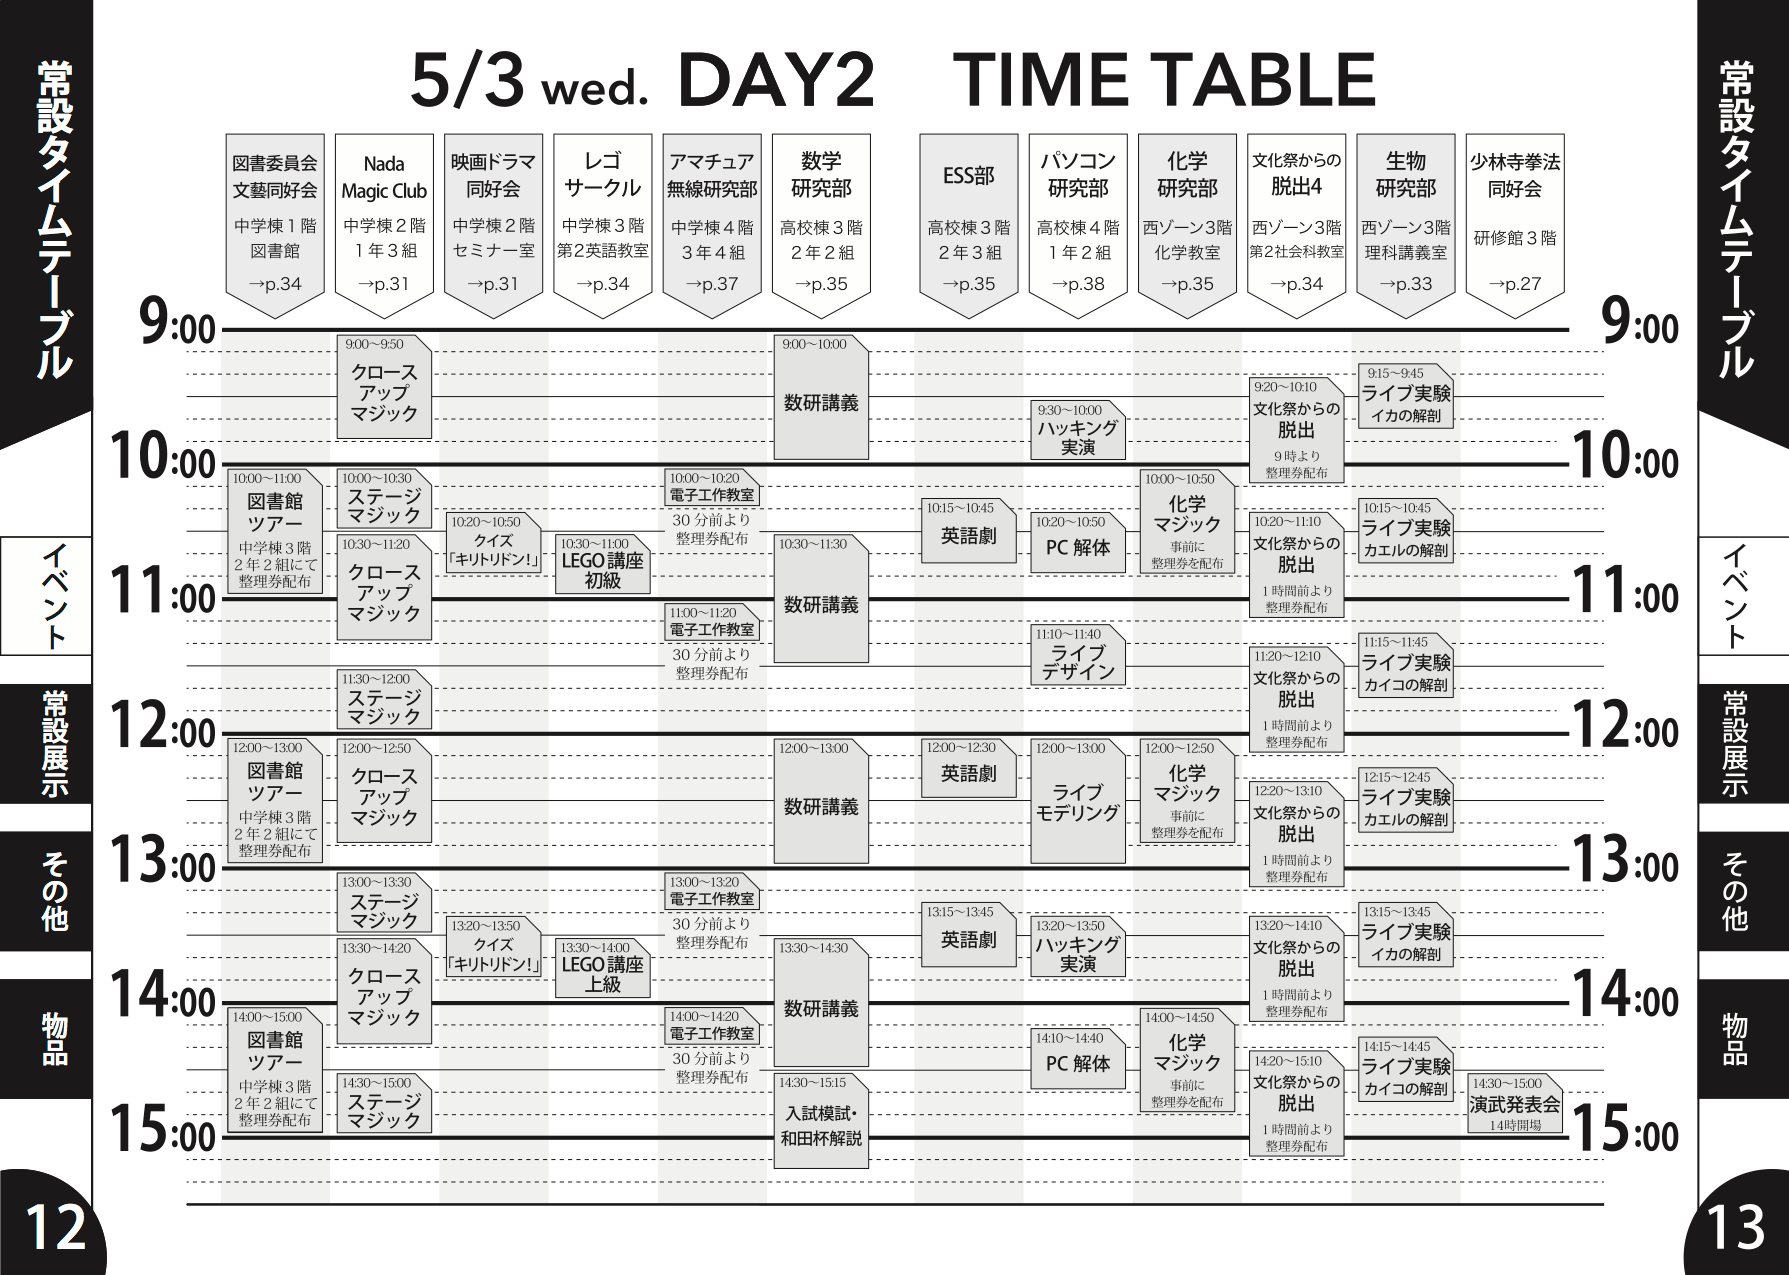 常設タイムテーブル
イベント
常設展示
その他
物品
12
5/3 wed. DAY2 TIME TABLE
図書委員会
文藝同好会
中学棟1階
図書館
→p.34
Nada
Magic Club
中学棟2階
1年3組
→p.31
映画ドラマ
同好会
中学棟2階
セミナー室
→p.31
レゴ
サークル
中学棟3階
第2英語教室
→p.34
アマチュア
無線研究部
中学棟4階
3年4組
→p.37
数学
研究部
高校棟3階
2年2組
→p.35
ESS部
高校棟3階
2年3組
→p.35
パソコン
研究部
高校棟4階
1年2組
→p.38
化学
研究部
西ゾーン3階
化学教室
→p.35
文化祭からの
脱出4
西ゾーン3階
第2社会科教室
→p.34
生物
研究部
西ゾーン3階
理科講義室
→p.33
少林寺拳法
同好会
研修館3階
→p.27
9:00
10:00
11:00
12:00
13:00
14:00
15:00
10:00～11:00
図書館
ツアー
中学棟3階
2年2組にて
整理券配布
12:00～13:00
図書館
ツアー
中学棟3階
2年2組にて
整理券配布
14:00～15:00
図書館
ツアー
中学棟3階
2年2組にて
整理券配布
9:00～9:50
クロース
アップ
マジック
10:00～10:30
ステージ
マジック
10:30～11:20
クロース
アップ
マジック
11:30～12:00
ステージ
マジック
12:00～12:50
クロース
アップ
マジック
13:00～13:30
ステージ
マジック
13:30～14:20
クロース
アップ
マジック
14:30～15:00
ステージ
マジック
10:20～10:50
クイズ
「キリトリドン!」
13:20～13:50
クイズ
「キリトリドン!」
10:30～11:00
LEGO講座
初級
13:30～14:00
LEGO講座
上級
10:00～10:20
電子工作教室
30分前より
整理券配布
11:00～11:20
電子工作教室
30分前より
整理券配布
13:00～13:20
電子工作教室
30分前より
整理券配布
14:00～14:20
電子工作教室
30分前より
整理券配布
9:00～10:00
数研講義
10:30～11:30
数研講義
12:00～13:00
数研講義
13:30～14:30
数研講義
14:30～15:15
入試模試・
和田杯解説
10:15～10:45
英語劇
12:00～12:30
英語劇
13:15～13:45
英語劇
9:30～10:00
ハッキング
実演
10:20～10:50
PC解体
11:10～11:40
ライブ
デザイン
12:00～13:00
ライブ
モデリング
13:20～13:50
ハッキング
実演
14:10～14:40
PC解体
10:00～10:50
化学
マジック
事前に
整理券を配布
12:00～12:50
化学
マジック
事前に
整理券を配布
14:00～14:50
化学
マジック
事前に
整理券を配布
9:20～10:10
文化祭からの
脱出
9時より
整理券配布
10:20～11:10
文化祭からの
脱出
1時間前より
整理券配布
11:20～12:10
文化祭からの
脱出
1時間前より
整理券配布
12:20～13:10
文化祭からの
脱出
1時間前より
整理券配布
13:20～14:10
文化祭からの
脱出
1時間前より
整理券配布
14:20～15:10
文化祭からの
脱出
1時間前より
整理券配布
9:15～9:45
ライブ実験
イカの解剖
10:15～10:45
ライブ実験
カエルの解剖
11:15～11:45
ライブ実験
カイコの解剖
12:15～12:45
ライブ実験
カエルの解剖
13:15～13:45
ライブ実験
イカの解剖
14:15～14:45
ライブ実験
カイコの解剖
14:30～15:00
演武発表会
14時開場
9:00
10:00
11:00
12:00
13:00
14:00
15:00
常設タイムテーブル
イベント
常設展示
その他
物品
13